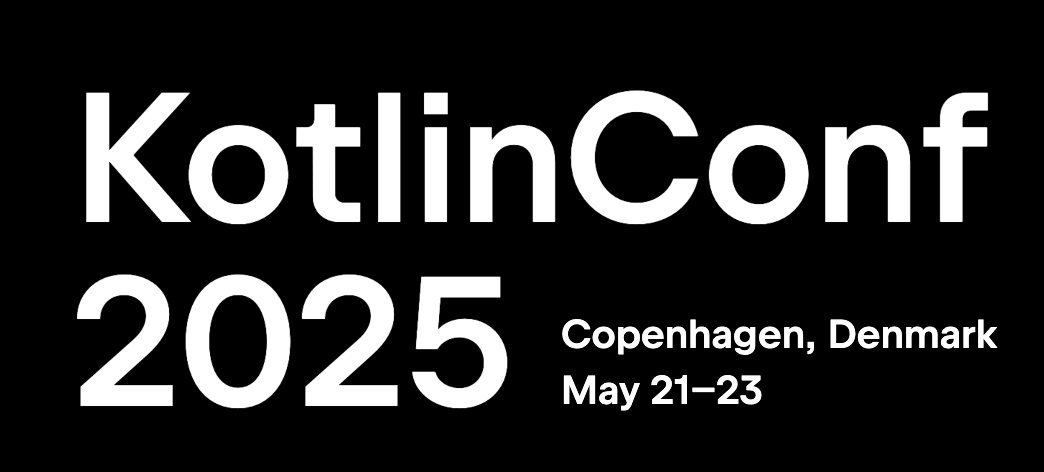 KotlinConf
2025
Copenhagen, Denmark
May 21–23